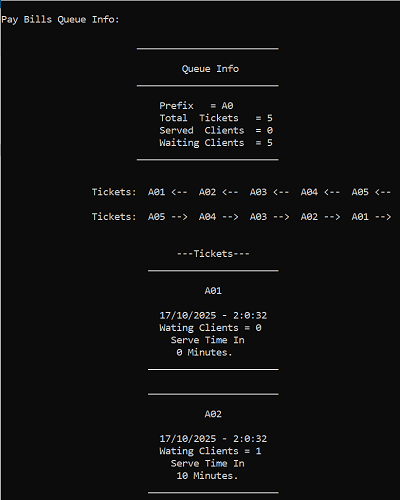 Pay Bills Queue Info:
Queue Info
Prefix   = A0
Total  Tickets   = 5
Served  Clients  = 0
Waiting Clients  = 5
Tickets:  A01 <--  A02 <--  A03 <--  A04 <--  A05 <--
Tickets:  A05 -->  A04 -->  A03 -->  A02 -->  A01 -->
---Tickets---
A01
17/10/2025 - 2:0:32
Wating Clients = 0
Serve Time In
0 Minutes.
A02
17/10/2025 - 2:0:32
Wating Clients = 1
Serve Time In
10 Minutes.